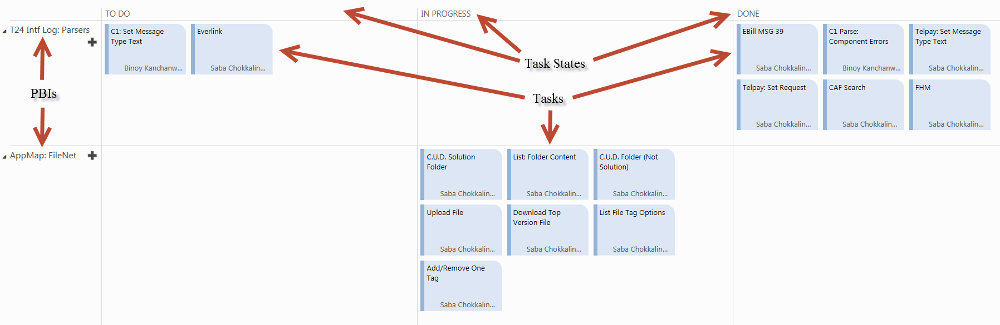 TO DO
IN PROGRESS
DONE
T24 Intf Log: Parsers
C1: Set Message
Type Text
Binoy Kanchanw...
Everlink
Saba Chokkalin...
EBill MSG 39
Saba Chokkalin...
C1 Parse:
Component Errors
Binoy Kanchanw...
Telpay: Set Message
Type Text
Saba Chokkalin...
Task States
PBIs
Tasks
Telpay: Set Request
Saba Chokkalin...
CAF Search
Saba Chokkalin...
FHM
Saba Chokkalin...
AppMap: FileNet
C.U.D. Solution
Folder
Saba Chokkalin...
List: Folder Content
Saba Chokkalin...
C.U.D. Folder (Not
Solution)
Saba Chokkalin...
Upload File
Saba Chokkalin...
Download Top
Version File
Saba Chokkalin...
List File Tag Options
Saba Chokkalin...
Add/Remove One
Tag
Saba Chokkalin...